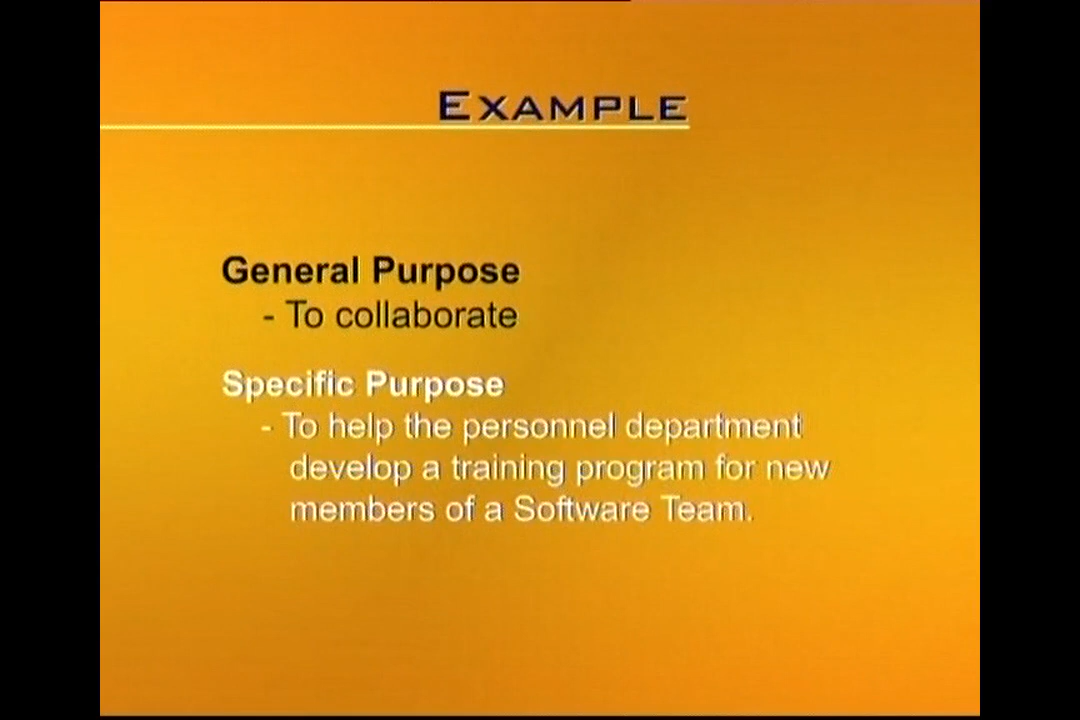 EXAMPLE
General Purpose
- To collaborate
Specific Purpose
- To help the personnel department
develop a training program for new
members of a Software Team.